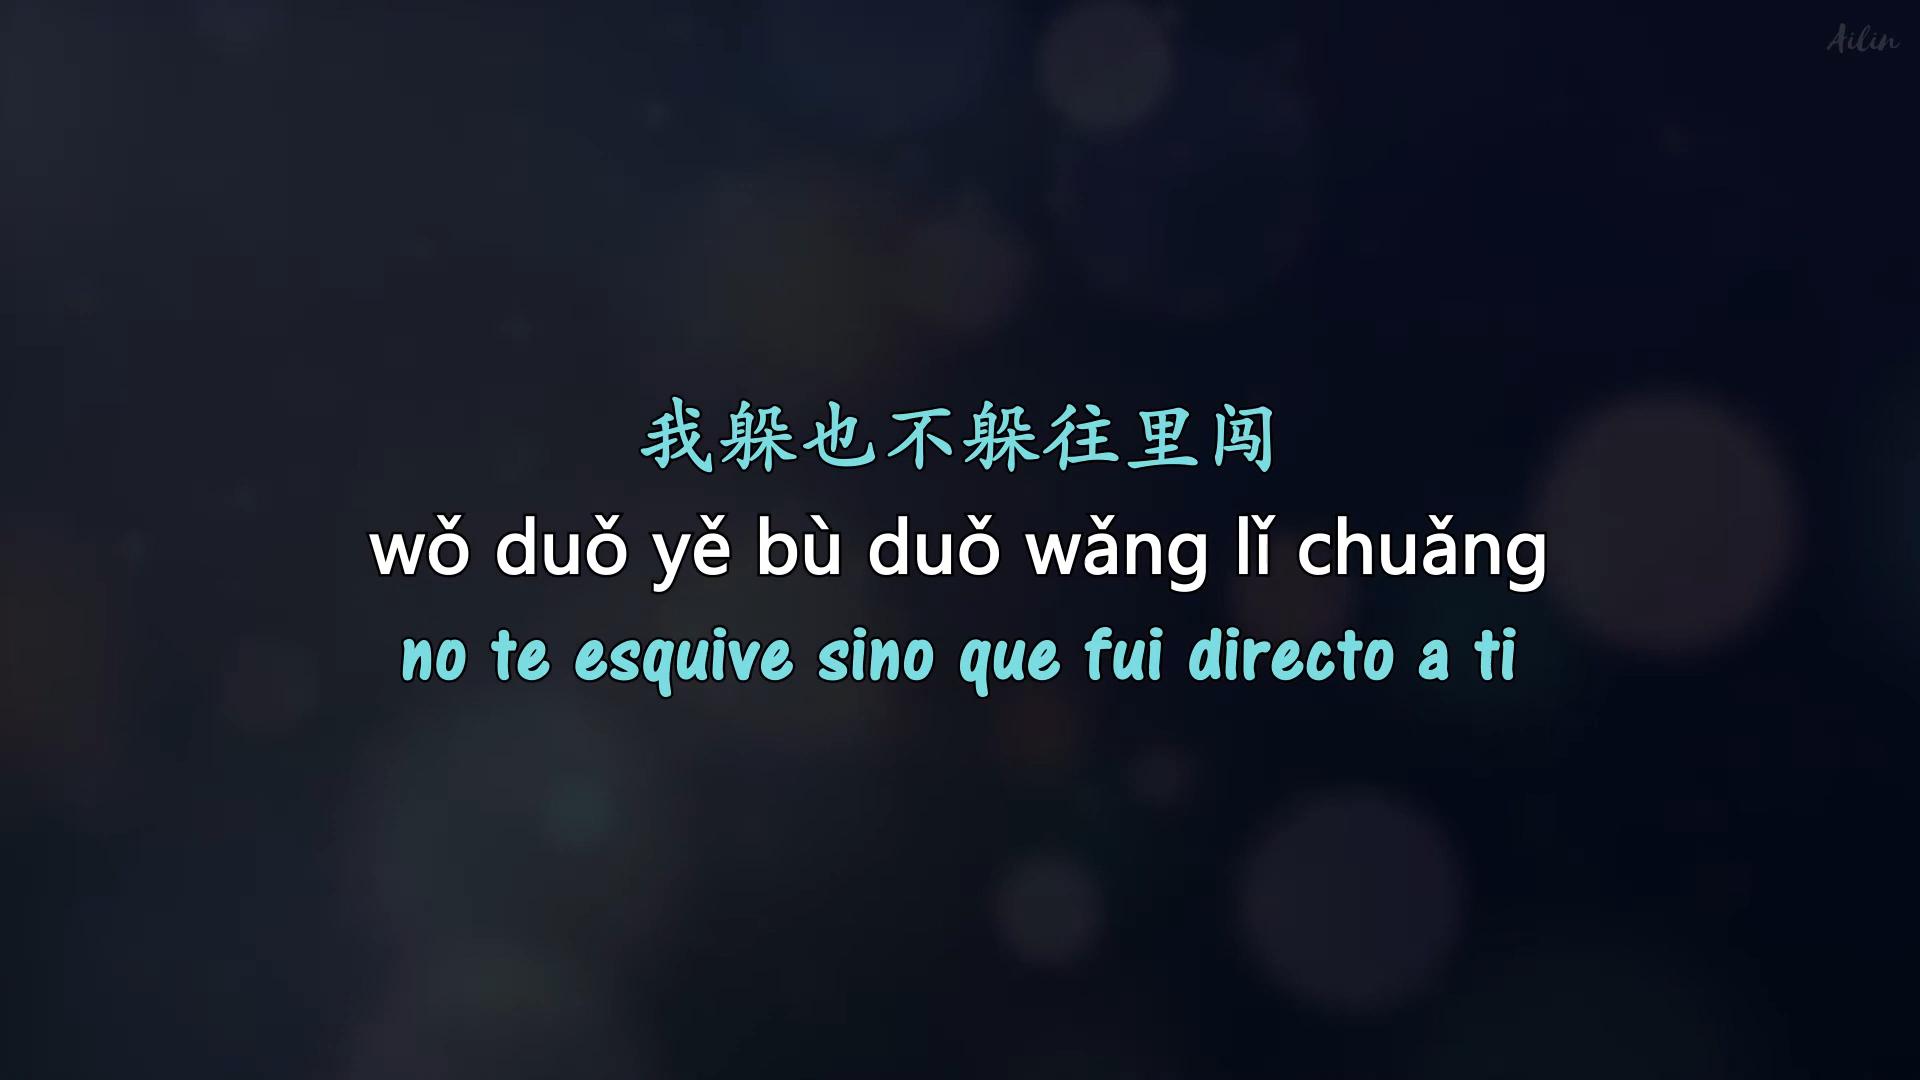 Ailin
我躲也不躲往里闯
wǒ duǒ yě bù duǒ wǎng lǐ chuǎng
no te esquive sino que fui directo a ti